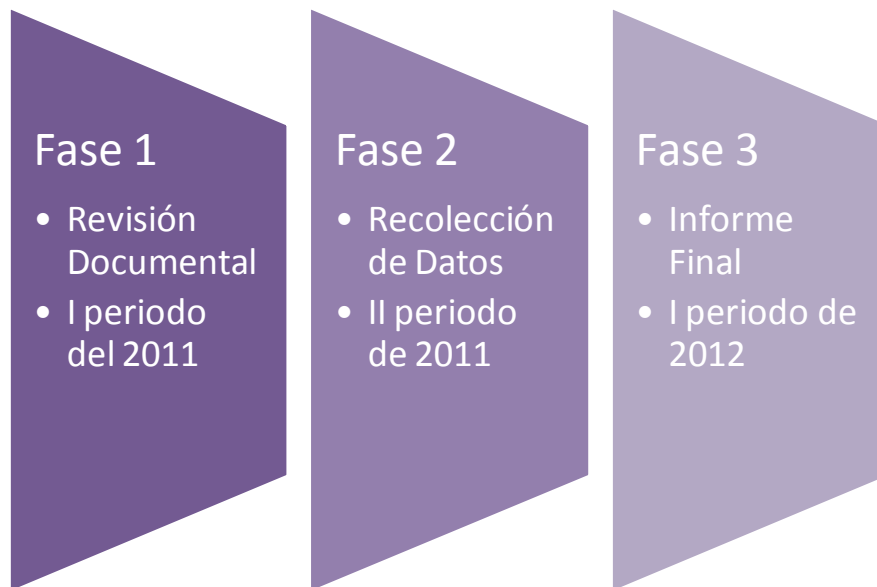 Fase 1
• Revisión
Documental
• I periodo
del 2011
Fase 2
• Recolección
de Datos
• II periodo
de 2011
Fase 3
• Informe
Final
• I periodo de
2012